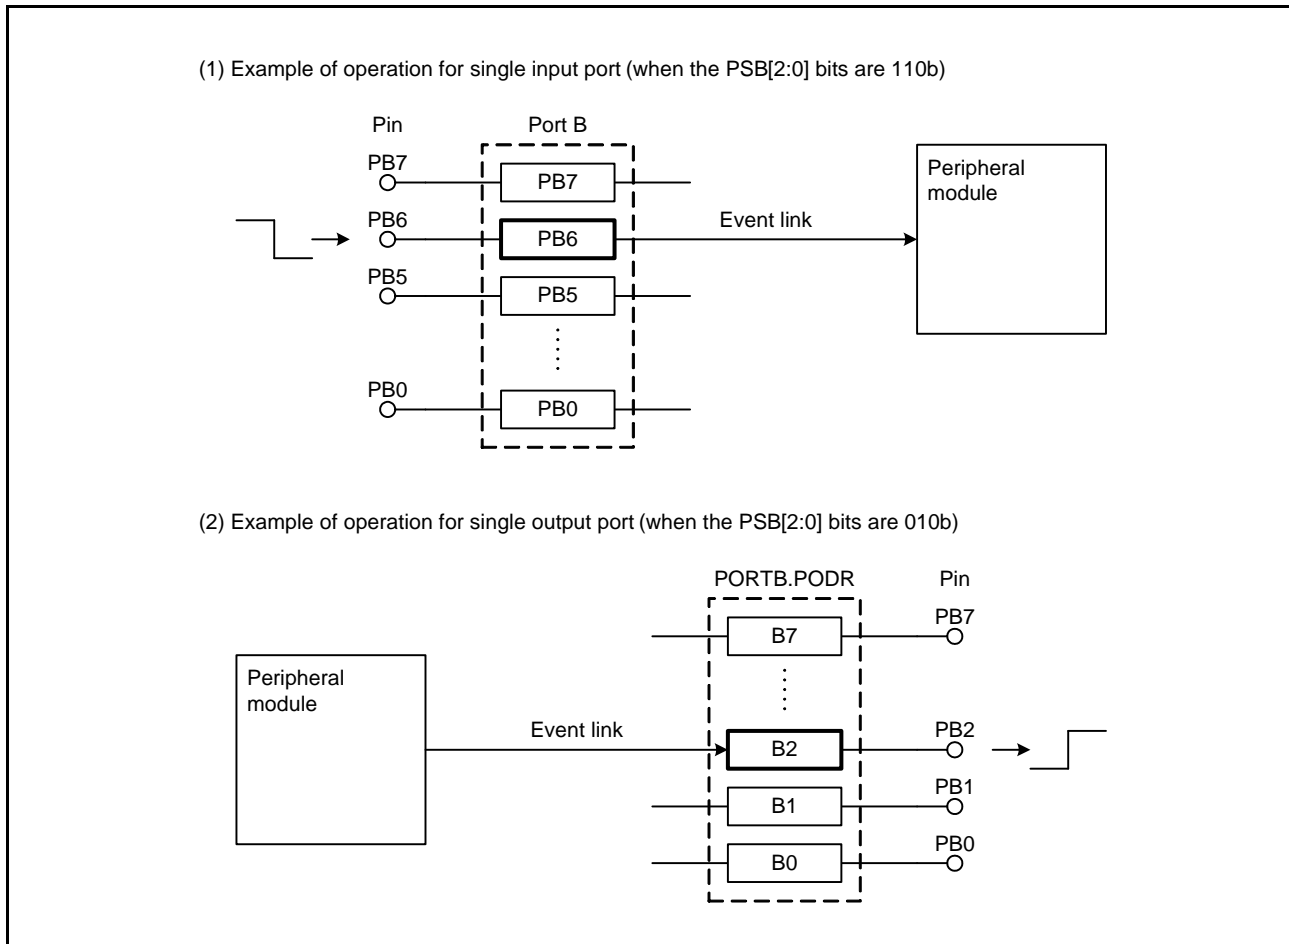 (1) Example of operation for single input port (when the PSB[2:0] bits are 110b)
Pin
Port B
PB7
PB7
PB6
PB6
Event link
PB5
PB5
PB0
PB0
Peripheral
module
(2) Example of operation for single output port (when the PSB[2:0] bits are 010b)
PORTB.PODR
Pin
Peripheral
module
Event link
B7
PB7
B2
PB2
B1
PB1
B0
PB0